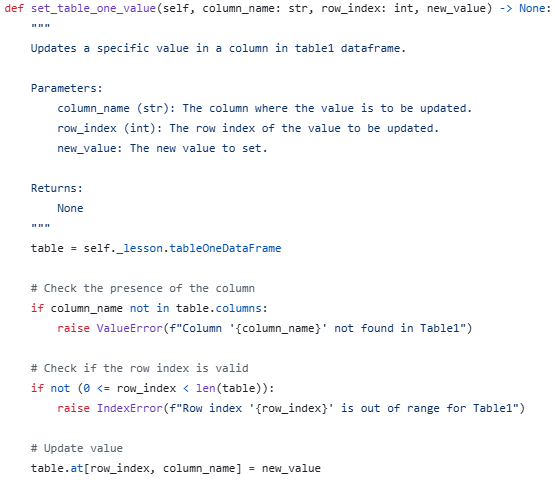 def set_table_one_value(self, column_name: str, row_index: int, new_value) -> None:
"""
Updates a specific value in a column in table1 dataframe.
Parameters:
column_name (str): The column where the value is to be updated.
row_index (int): The row index of the value to be updated.
new_value: The new value to set.
Returns:
None
"""
table = self._lesson.tableOneDataFrame
# Check the presence of the column
if column_name not in table.columns:
raise ValueError(f"Column '{column_name}' not found in Table1")
# Check if the row index is valid
if not (0 <= row_index < len(table)):
raise IndexError(f"Row index '{row_index}' is out of range for Table1")
# Update value
table.at[row_index, column_name] = new_value